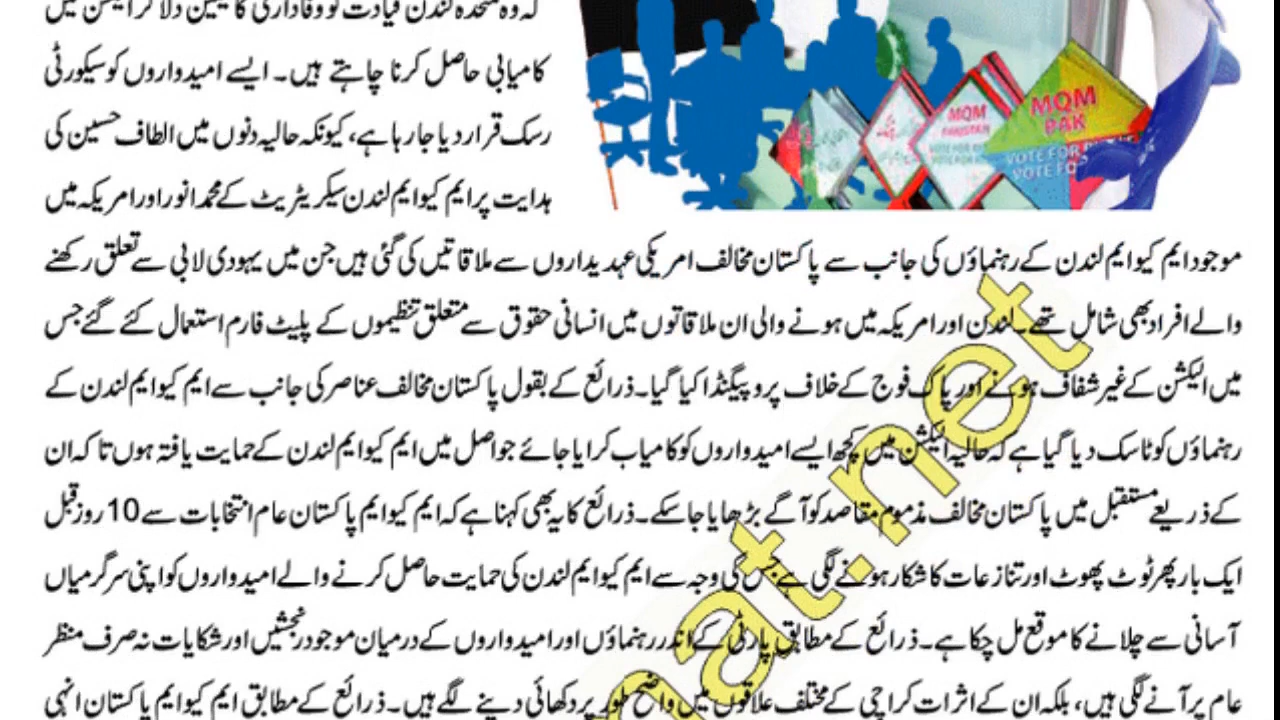 کہ وہ متحدہ لندن قیادت کو وفاداری کا یقین دلا کر الیکشن میں
کامیابی حاصل کرنا چاہتے ہیں۔ ایسے امیدواروں کو سیکورٹی
رسک قرار دیا جا رہا ہے، کیونکہ حالیہ دنوں میں الطاف حسین کی
ہدایت پر ایم کیو ایم لندن سیکریٹریٹ کے محمد انور اور امریکہ میں
MQM
PAKISTAN
MQM
PAK
VOTE FOR
VOTE FO
موجود ایم کیو ایم لندن کے رہنماؤں کی جانب سے پاکستان مخالف امریکی عہدیداروں سے ملاقاتیں کی گئی ہیں جن میں یہودی لابی سے تعلق رکھنے
والے افراد بھی شامل تھے۔ لندن اور امریکہ میں ہونے والی ان ملاقاتوں میں انسانی حقوق سے متعلق تنظیموں کے پلیٹ فارم استعمال کئے گئے جس
میں الیکشن کے غیر شفاف ہونے اور پاک فوج کے خلاف پروپیگنڈا کیا گیا۔ ذرائع کے بقول پاکستان مخالف عناصر کی جانب سے ایم کیو ایم لندن کے
رہنماؤں کو ٹاسک دیا گیا ہے کہ حالیہ الیکشن میں کچھ ایسے امیدواروں کو کامیاب کرایا جائے جو اصل میں ایم کیو ایم لندن کے حمایت یافتہ ہوں تاکہ ان
کے ذریعے مستقبل میں پاکستان مخالف مذموم مقاصد کو آگے بڑھایا جا سکے۔ ذرائع کا یہ بھی کہنا ہے کہ ایم کیو ایم پاکستان عام انتخابات سے 10 روز قبل
ایک بار پھر ٹوٹ پھوٹ اور تنازعات کا شکار ہونے لگی ہے جس کی وجہ سے ایم کیو ایم لندن کی حمایت حاصل کرنے والے امیدواروں کو اپنی سرگرمیاں
آسانی سے چلانے کا موقع مل چکا ہے۔ ذرائع کے مطابق پارٹی کے اندر رہنماؤں اور امیدواروں کے درمیان موجود رنجشیں اور شکایات نہ صرف منظر
عام پر آنے لگی ہیں، بلکہ ان کے اثرات کراچی کے مختلف علاقوں میں واضح طور پر دکھائی دینے لگے ہیں۔ ذرائع کے مطابق ایم کیو ایم پاکستان انہی
mat.net